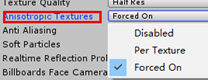 Texture Quality Half Res
Anisotropic Textures Forced On
Anti Aliasing Disabled
Soft Particles Per Texture
Realtime Reflection Pro
Forced On
Billboards Face Camera